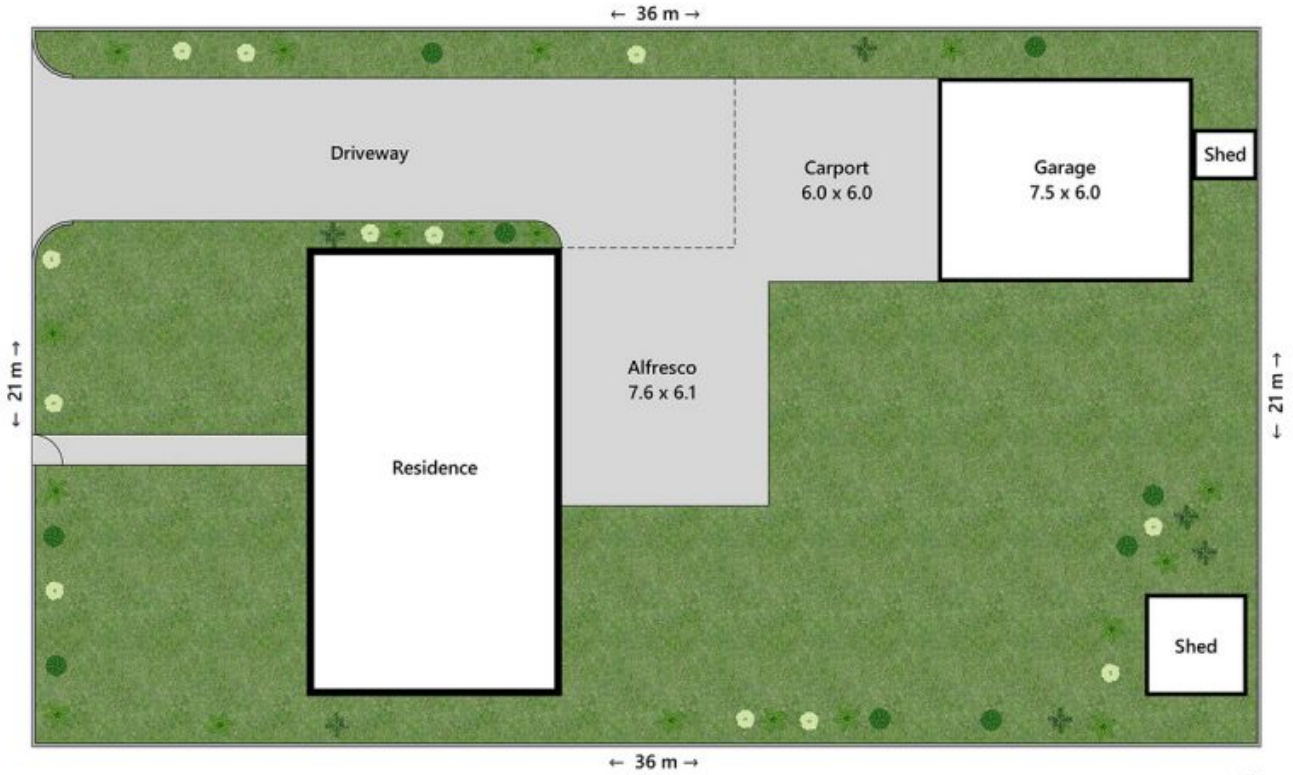 ← 36 m →
Driveway
Carport
6.0 x 6.0
Garage
7.5 x 6.0
Shed
← 21 m →
Alfresco
7.6 x 6.1
← 21 m →
Residence
Shed
← 36 m →